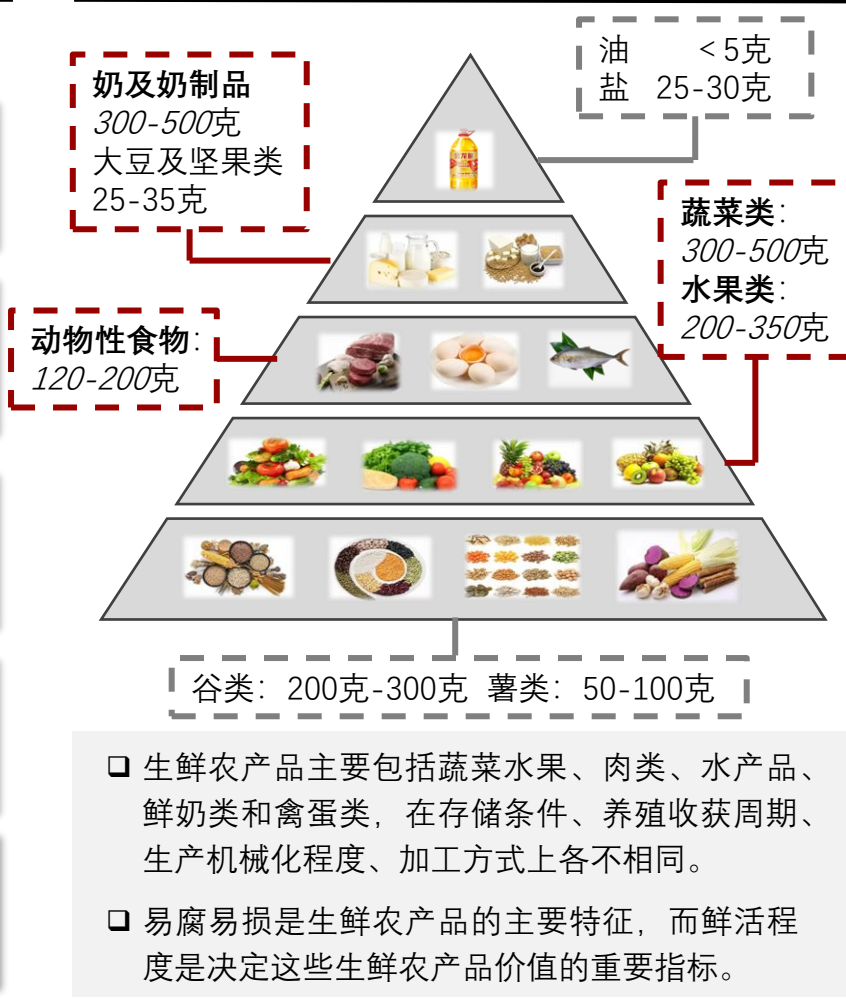 油 <5克
盐 25-30克
奶及奶制品
300-500克
大豆及坚果类
25-35克
蔬菜类:
300-500克
水果类:
200-350克
动物性食物:
120-200克
谷类: 200克-300克 薯类: 50-100克
❑ 生鲜农产品主要包括蔬菜水果、肉类、水产品、
鲜奶类和禽蛋类, 在存储条件、养殖收获周期、
生产机械化程度、加工方式上各不相同。
❑ 易腐易损是生鲜农产品的主要特征, 而鲜活程
度是决定这些生鲜农产品价值的重要指标。